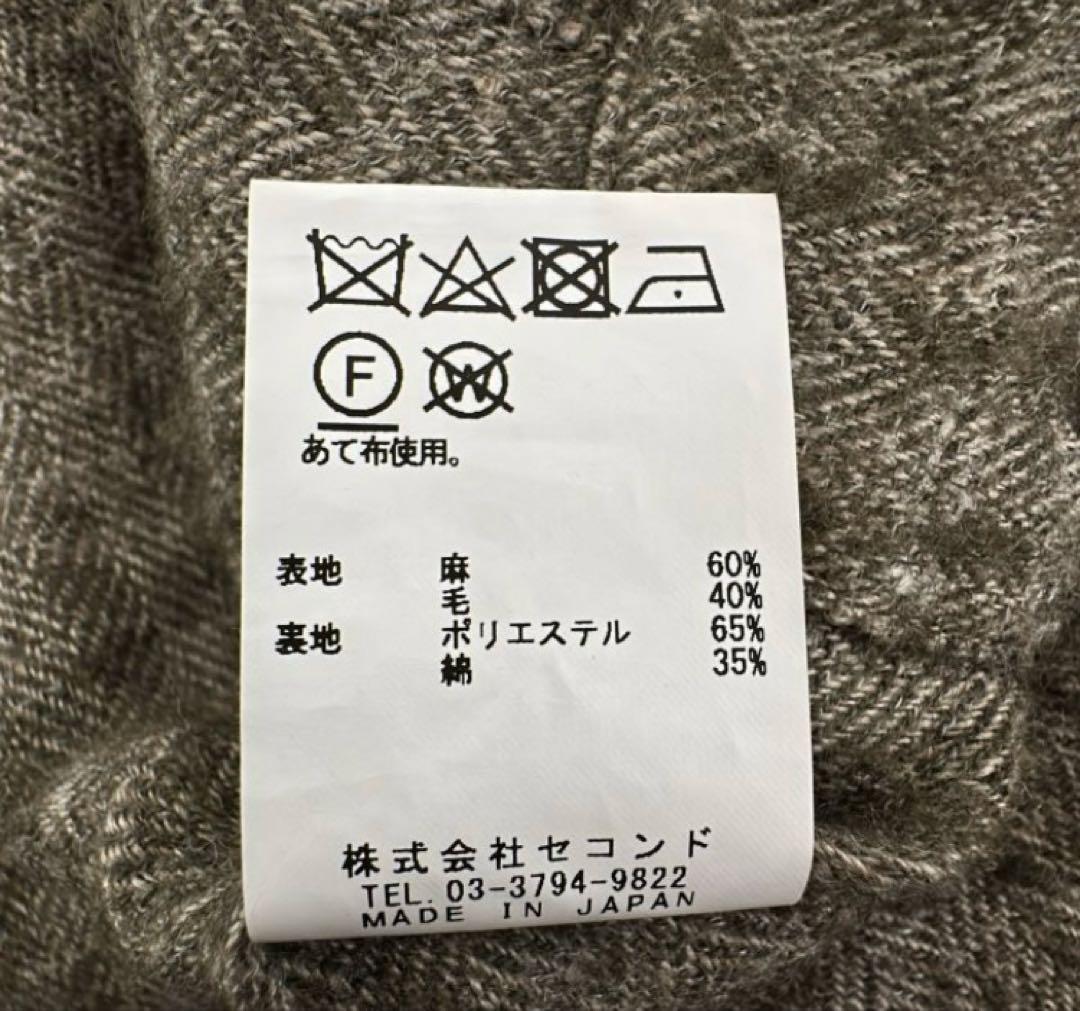 F W
あて布使用。
表地 麻 60%
毛 40%
裏地 ポリエステル 65%
綿 35%
株式会社セコンド
TEL. 03-3794-9822
MADE IN JAPAN